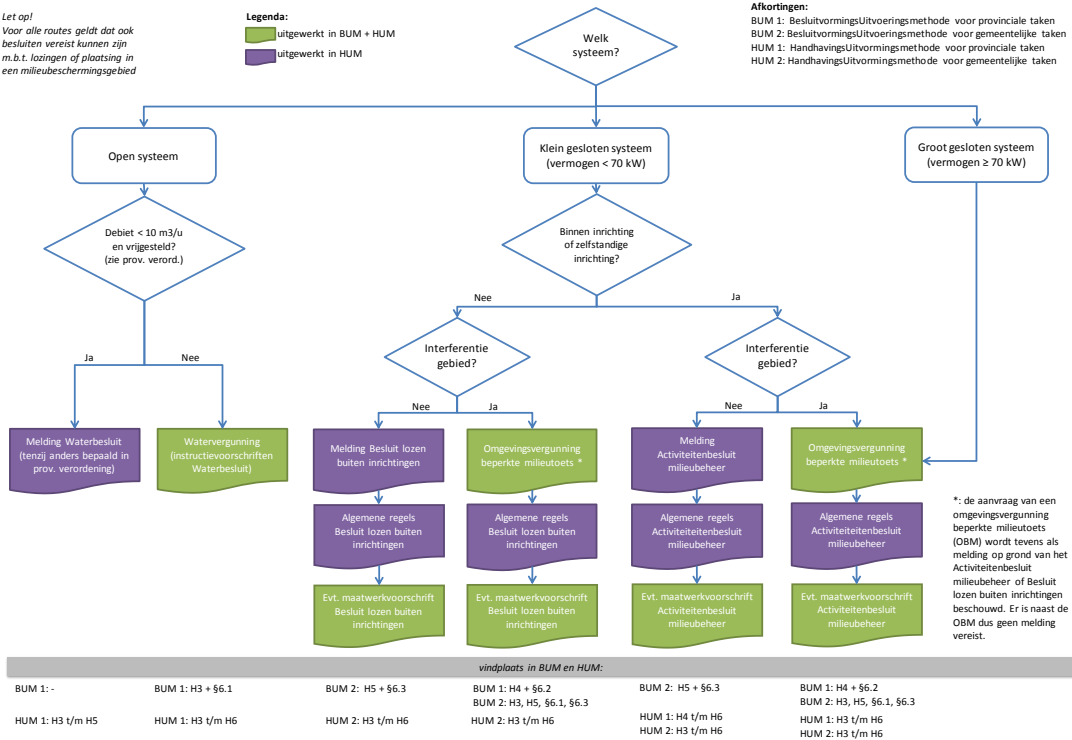 Let op!
Voor alle routes geldt dat ook
besluiten vereist kunnen zijn
m.b.t. lozingen of plaatsing in
een milieubeschermingsgebied
Legenda:
uitgewerkt in BUM + HUM
uitgewerkt in HUM
Afkortingen:
BUM 1: BesluitvormingsUitvoeringsmethode voor provinciale taken
BUM 2: BesluitvormingsUitvoeringsmethode voor gemeentelijke taken
HUM 1: HandhavingsUitvormingsmethode voor provinciale taken
HUM 2: HandhavingsUitvormingsmethode voor gemeentelijke taken
Welk
systeem?
Open systeem
Klein gesloten systeem
(vermogen < 70 kW)
Groot gesloten systeem
(vermogen ≥ 70 kW)
Debiet < 10 m3/u
en vrijgesteld?
(zie prov. verord.)
Binnen inrichting
of zelfstandige
inrichting?
Nee
Ja
Interferentie
gebied?
Interferentie
gebied?
Ja
Nee
Nee
Ja
Nee
Ja
Melding Waterbesluit
(tenzij anders bepaald in
prov. verordening)
Watervergunning
(instructievoorschriften
Waterbesluit)
Melding Besluit lozen
buiten inrichtingen
Omgevingsvergunning
beperkte milieutoets *
Melding
Activiteitenbesluit
milieubeheer
Omgevingsvergunning
beperkte milieutoets *
Algemene regels
Besluit lozen buiten
inrichtingen
Algemene regels
Besluit lozen buiten
inrichtingen
Algemene regels
Activiteitenbesluit
milieubeheer
Algemene regels
Activiteitenbesluit
milieubeheer
Evt. maatwerkvoorschrift
Besluit lozen buiten
inrichtingen
Evt. maatwerkvoorschrift
Besluit lozen buiten
inrichtingen
Evt. maatwerkvoorschrift
Activiteitenbesluit
milieubeheer
Evt. maatwerkvoorschrift
Activiteitenbesluit
milieubeheer
*: de aanvraag van een
omgevingsvergunning
beperkte milieutoets
(OBM) wordt tevens als
melding op grond van het
Activiteitenbesluit
milieubeheer of Besluit
lozen buiten inrichtingen
beschouwd. Er is naast de
OBM dus geen melding
vereist.
vindplaats in BUM en HUM:
BUM 1: -
HUM 1: H3 t/m H5
BUM 1: H3 + §6.1
HUM 1: H3 t/m H6
BUM 2: H5 + §6.3
HUM 2: H3 t/m H6
BUM 1: H4 + §6.2
BUM 2: H3, H5, §6.1, §6.3
HUM 2: H3 t/m H6
BUM 2: H5 + §6.3
HUM 1: H4 t/m H6
HUM 2: H3 t/m H6
BUM 1: H4 + §6.2
BUM 2: H3, H5, §6.1, §6.3
HUM 1: H3 t/m H6
HUM 2: H3 t/m H6